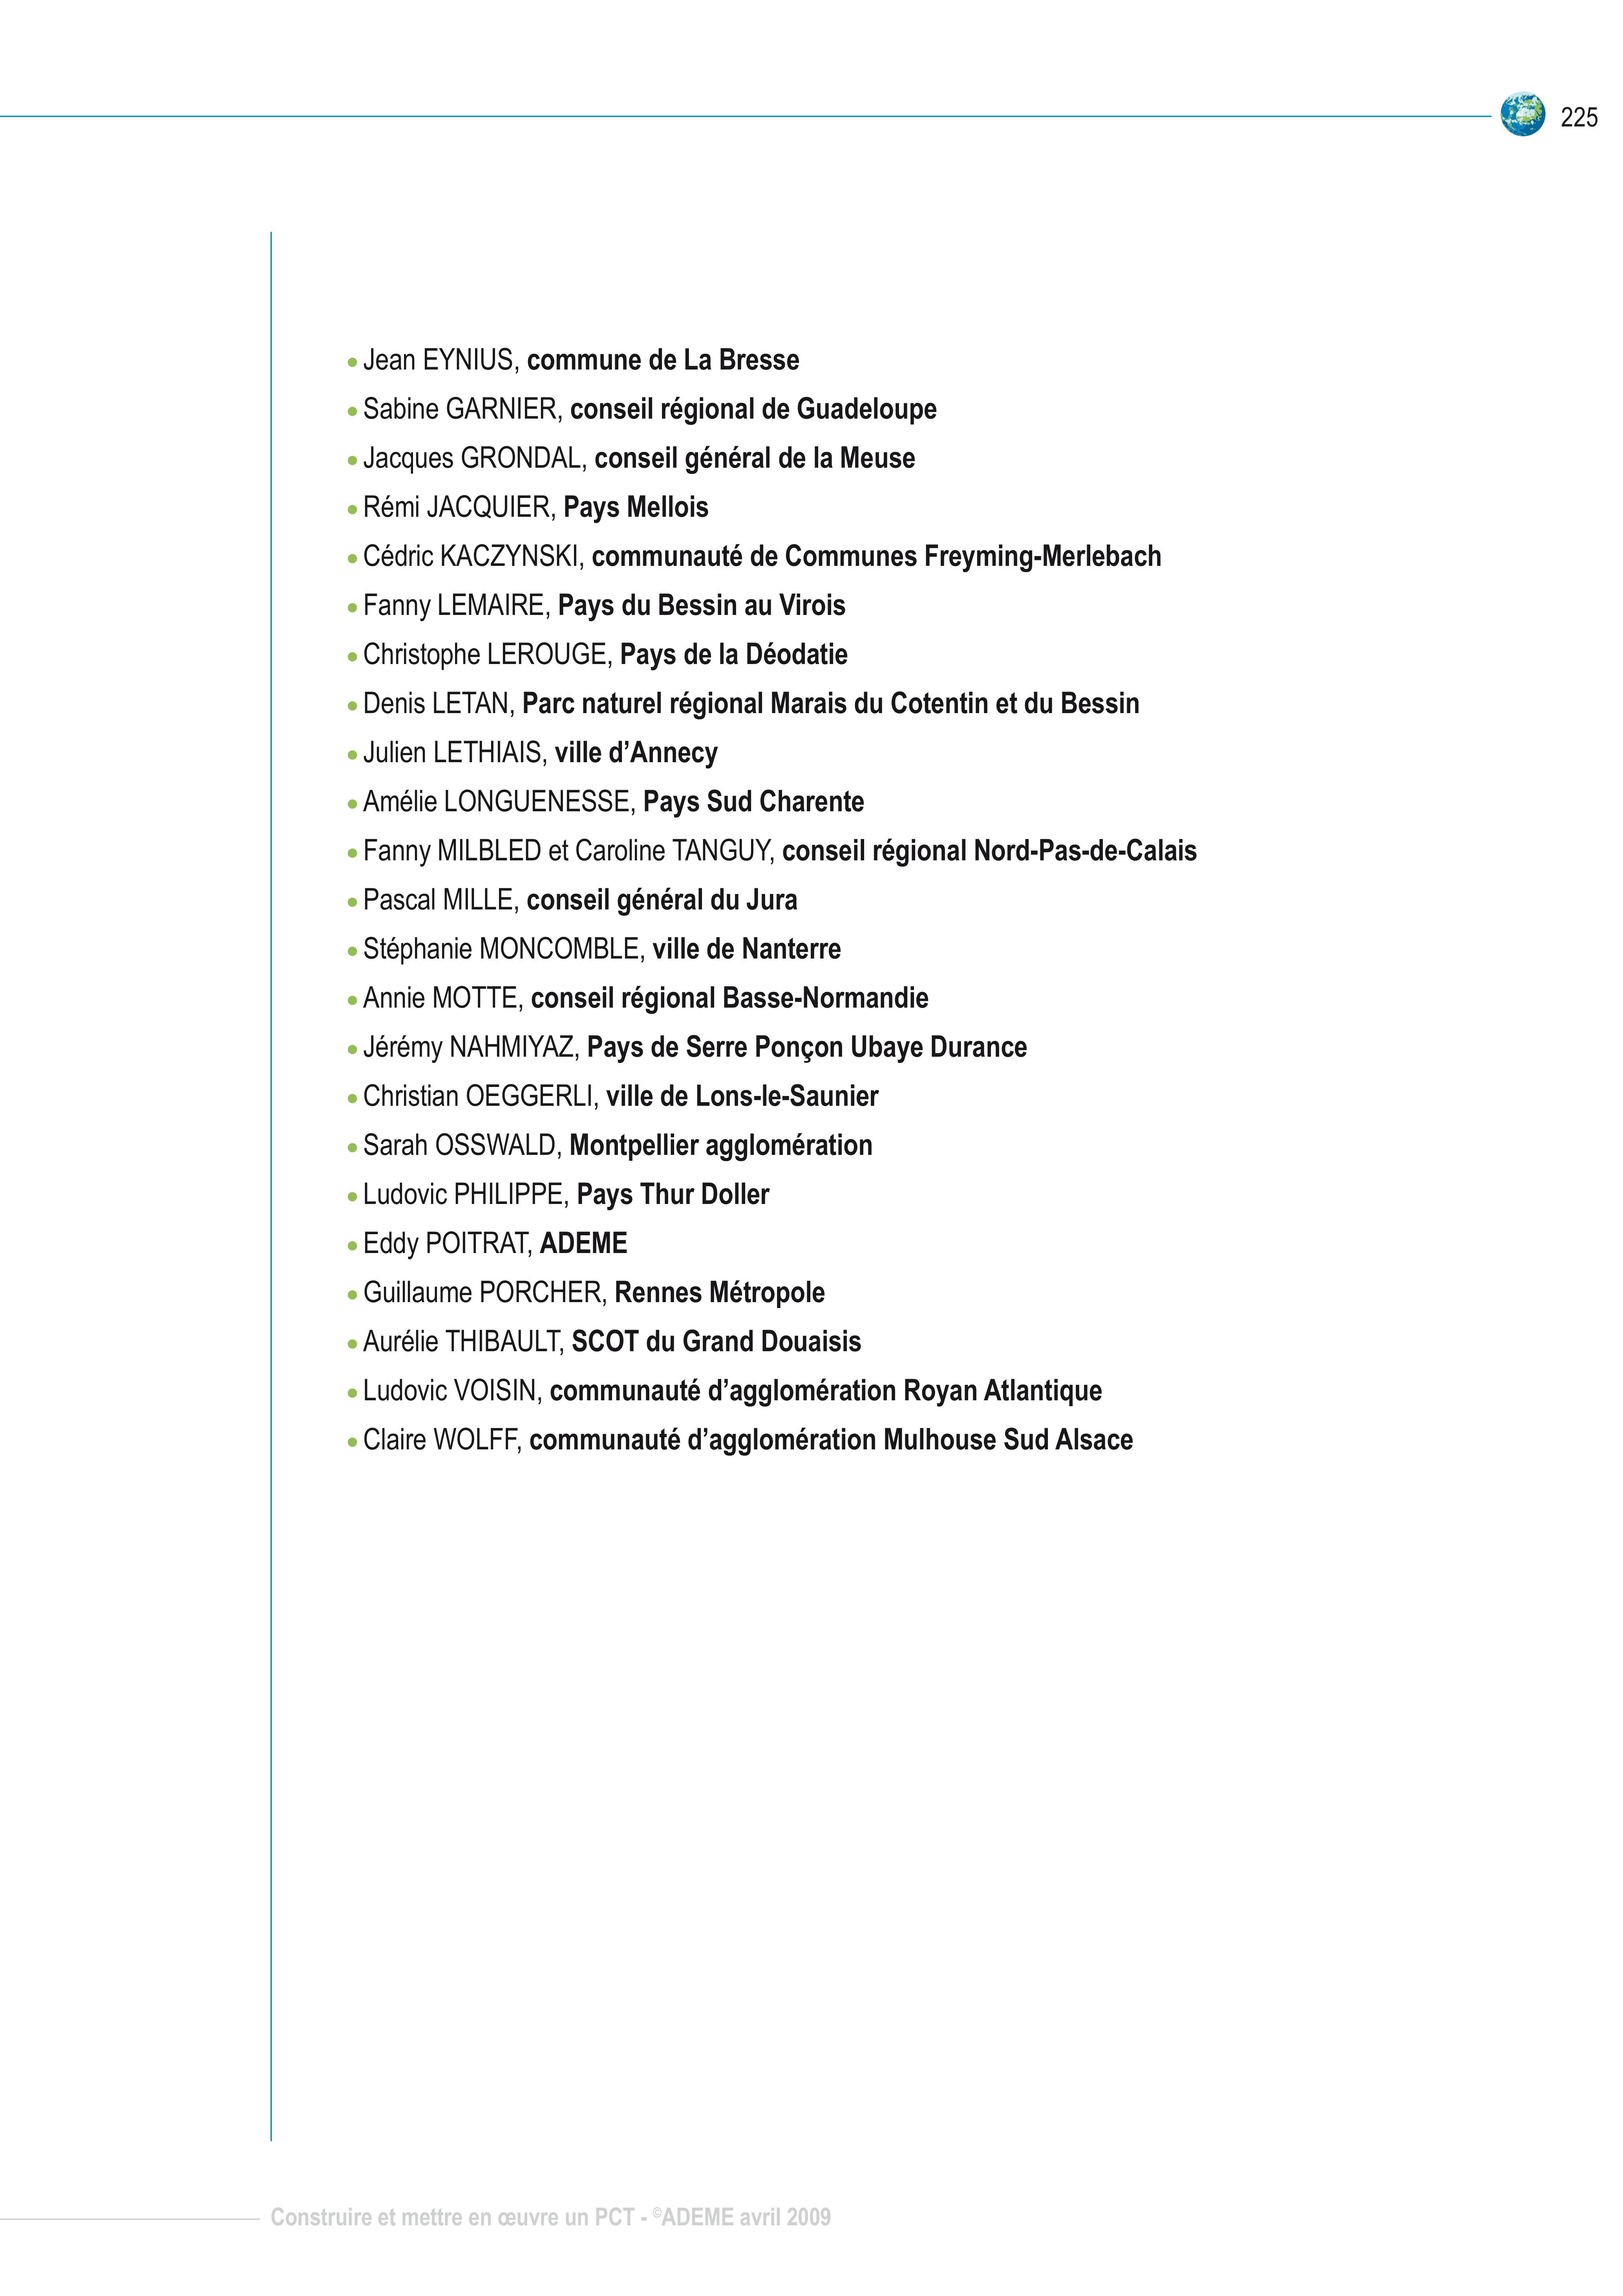 225
• Jean EYNIUS, commune de La Bresse
• Sabine GARNIER, conseil régional de Guadeloupe
• Jacques GRONDAL, conseil général de la Meuse
• Rémi JACQUIER, Pays Mellois
• Cédric KACZYNSKI, communauté de Communes Freyming-Merlebach
• Fanny LEMAIRE, Pays du Bessin au Virois
• Christophe LEROUGE, Pays de la Déodatie
• Denis LETAN, Parc naturel régional Marais du Cotentin et du Bessin
• Julien LETHIAIS, ville d’Annecy
• Amélie LONGUENESSE, Pays Sud Charente
• Fanny MILBLED et Caroline TANGUY, conseil régional Nord-Pas-de-Calais
• Pascal MILLE, conseil général du Jura
• Stéphanie MONCOMBLE, ville de Nanterre
• Annie MOTTE, conseil régional Basse-Normandie
• Jérémy NAHMIYAZ, Pays de Serre Ponçon Ubaye Durance
• Christian OEGGERLI, ville de Lons-le-Saunier
• Sarah OSSWALD, Montpellier agglomération
• Ludovic PHILIPPE, Pays Thur Doller
• Eddy POITRAT, ADEME
• Guillaume PORCHER, Rennes Métropole
• Aurélie THIBAULT, SCOT du Grand Douaisis
• Ludovic VOISIN, communauté d’agglomération Royan Atlantique
• Claire WOLFF, communauté d’agglomération Mulhouse Sud Alsace
Construire et mettre en œuvre un PCT - ©ADEME avril 2009